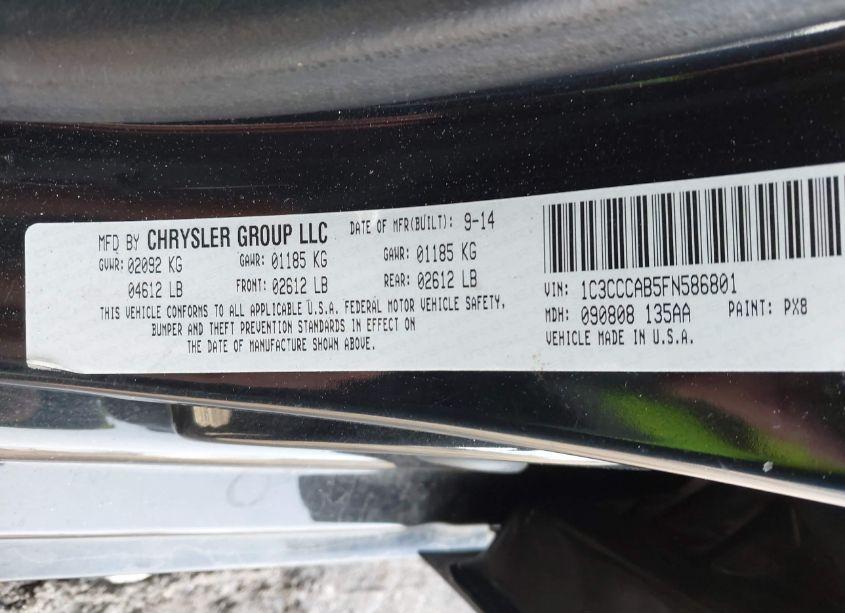 MFD BY CHRYSLER GROUP LLC DATE OF MFR(BUILT): 9-14
GVWR: 02092 KG GAWR: 01185 KG GAWR: 01185 KG
04612 LB FRONT: 02612 LB REAR: 02612 LB
THIS VEHICLE CONFORMS TO ALL APPLICABLE U.S.A. FEDERAL MOTOR VEHICLE SAFETY,
BUMPER AND THEFT PREVENTION STANDARDS IN EFFECT ON
THE DATE OF MANUFACTURE SHOWN ABOVE.
VIN: 1C3CCCAB5FN586801
MDH: 090808 135AA PAINT: PX8
VEHICLE MADE IN U.S.A.